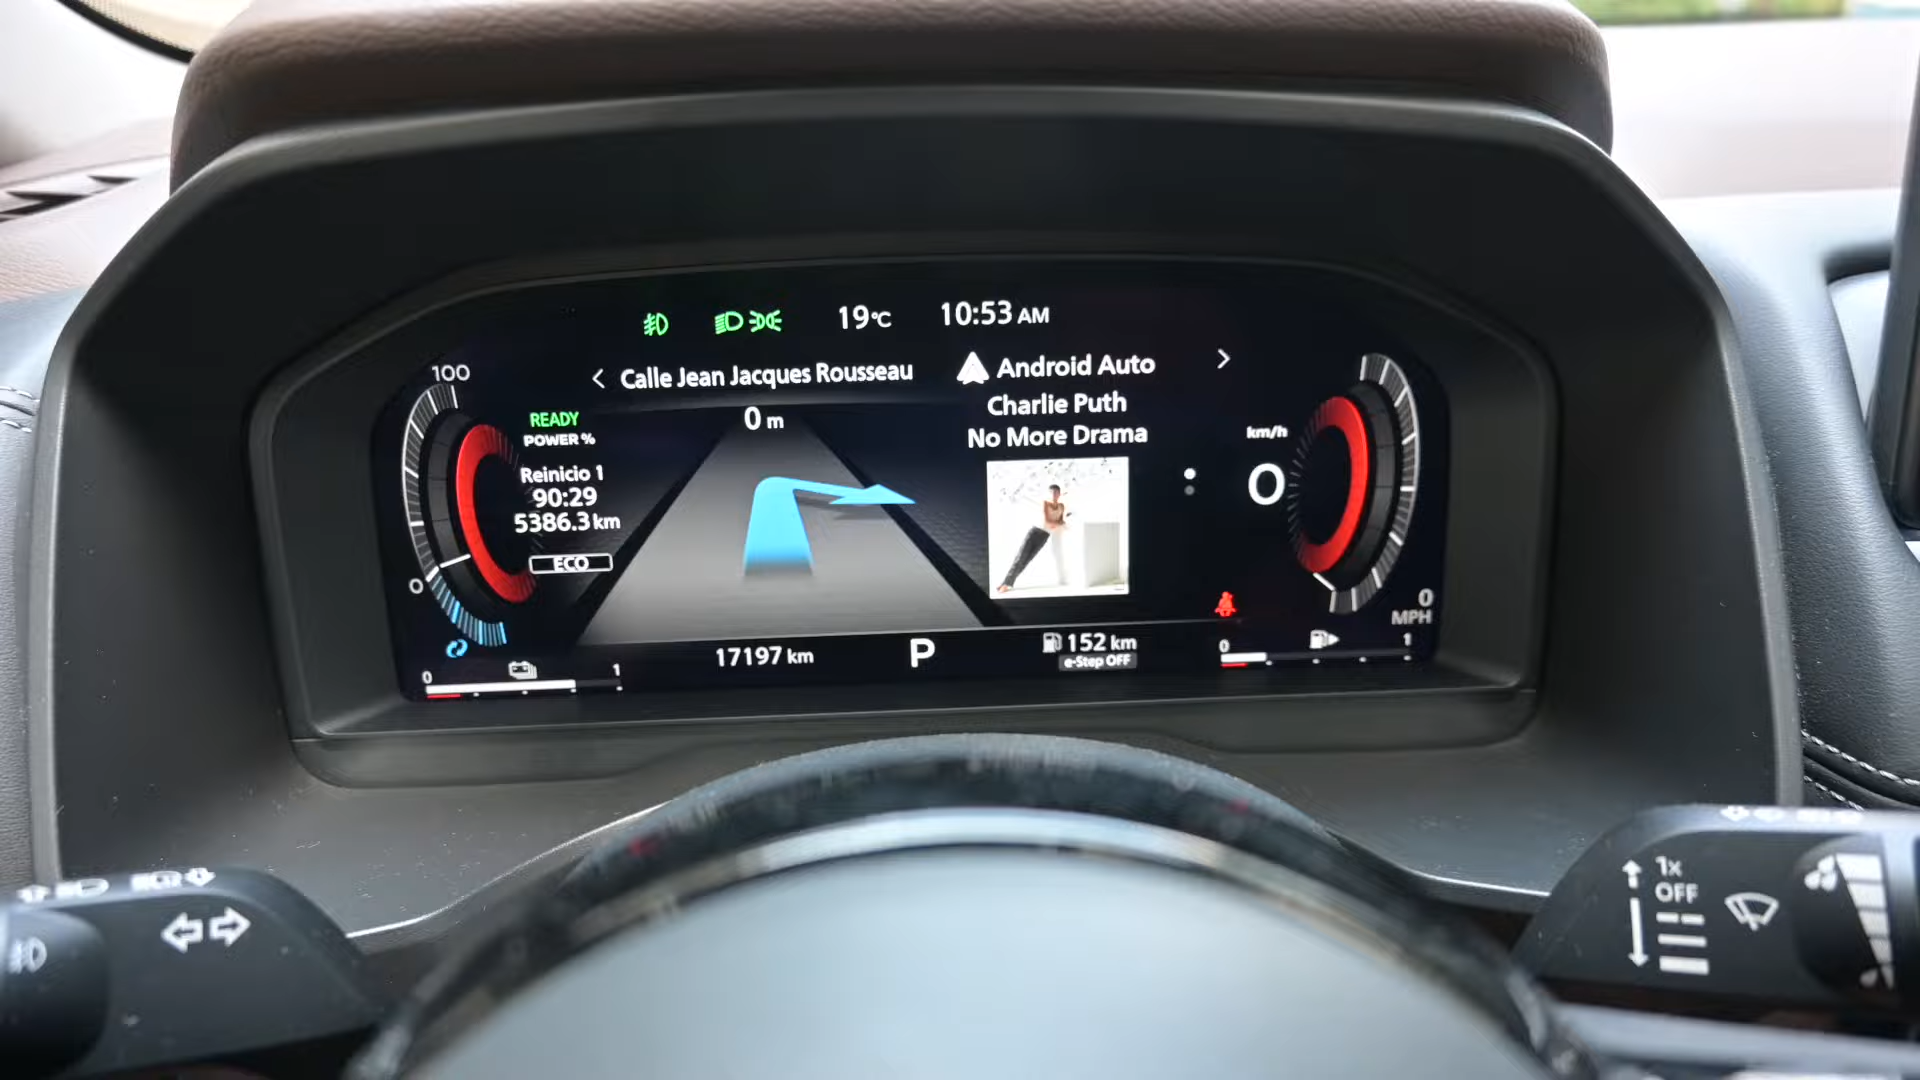 19°C
10:53 AM
Calle Jean Jacques Rousseau
Android Auto
100
0 m
Charlie Puth
No More Drama
READY
POWER %
Reinicio 1
90:29
5386.3 km
ECO
0
km/h
0
0
MPH
0
1
17197 km
P
152 km
e-Step OFF
0
1
1x
OFF